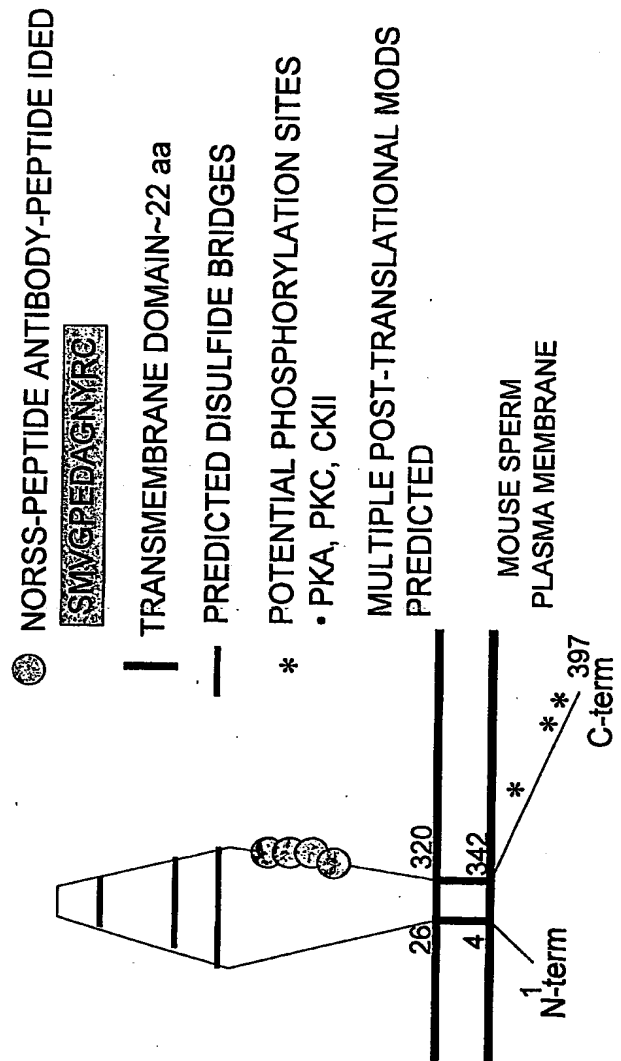 NORSS-PEPTIDE ANTIBODY-PEPTIDE IDED
SMVGPEDAGNYRC
TRANSMEMBRANE DOMAIN~22 aa
PREDICTED DISULFIDE BRIDGES
* POTENTIAL PHOSPHORYLATION SITES
• PKA, PKC, CKII
MULTIPLE POST-TRANSLATIONAL MODS
PREDICTED
26 320
4 342
MOUSE SPERM
PLASMA MEMBRANE
*
* *
1
N-term
397
C-term